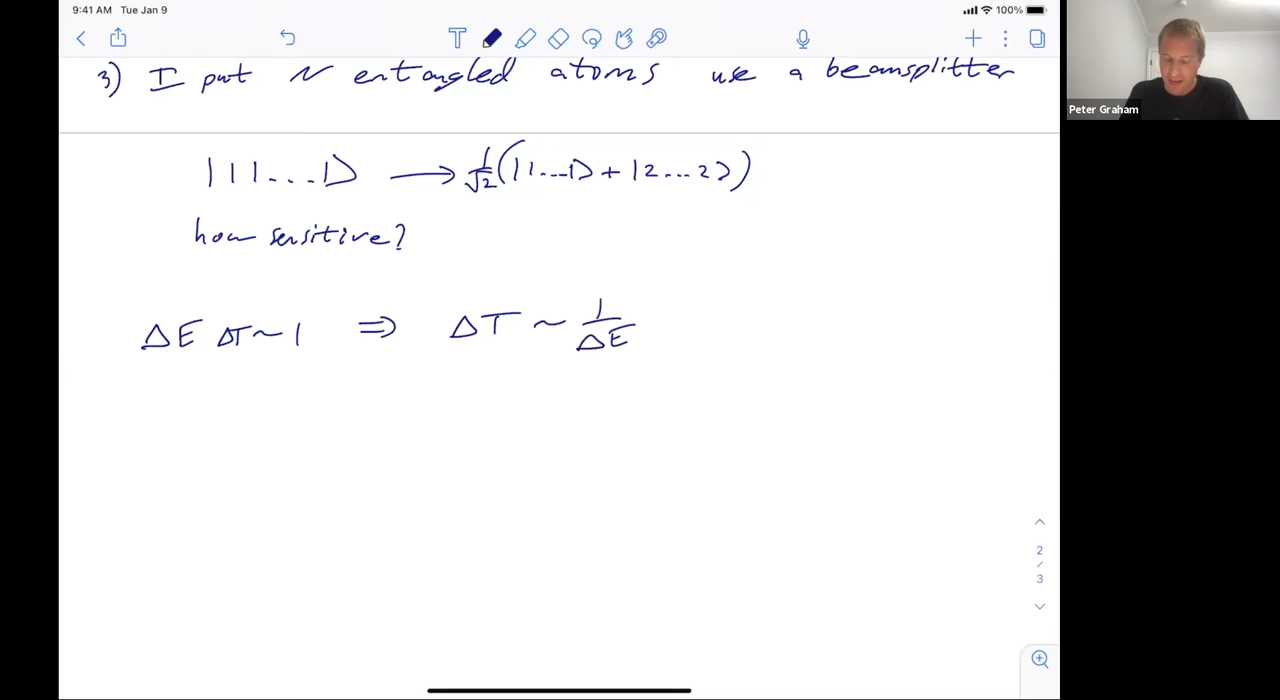 9:41 AM Tue Jan 9
100%
3) I put N entangled atoms use a beamsplitter
Peter Graham
|11...1> ⟶ 1/√2 (|1...1> + |2...2>)
how sensitive?
ΔE ΔT ~ 1 ⇒ ΔT ~ 1/ΔE
2
/
3